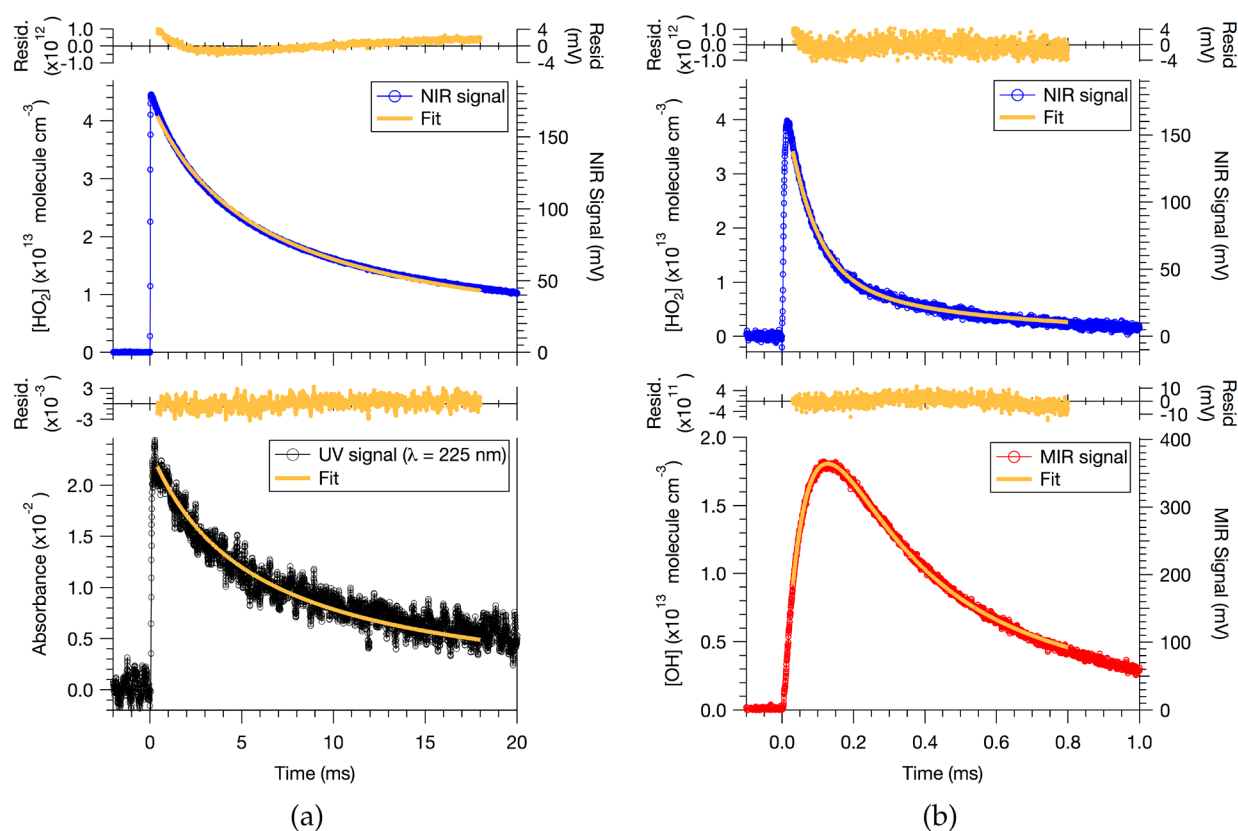 Resid.
(x10^12)
1.0
0.0
-1.0
4
0
-4
Resid
(mV)
[HO2] (x10^13 molecule cm^-3)
4
3
2
1
0
NIR signal
Fit
150
100
50
0
NIR Signal (mV)
Resid.
(x10^-3)
3
-3
Absorbance (x10^-2)
2.0
1.5
1.0
0.5
0.0
UV signal (λ = 225 nm)
Fit
0
5
10
15
20
Time (ms)
(a)
Resid.
(x10^12)
1.0
0.0
-1.0
4
0
-4
Resid
(mV)
[HO2] (x10^13 molecule cm^-3)
4
3
2
1
0
NIR signal
Fit
150
100
50
0
NIR Signal (mV)
Resid.
(x10^11)
4
-4
10
0
-10
Resid
(mV)
[OH] (x10^13 molecule cm^-3)
2.0
1.5
1.0
0.5
0.0
MIR signal
Fit
400
300
200
100
0
MIR Signal (mV)
0.0
0.2
0.4
0.6
0.8
1.0
Time (ms)
(b)